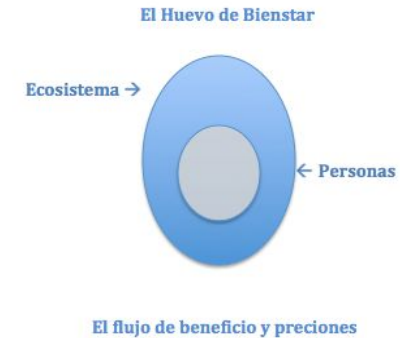 El Huevo de Bienstar
Ecosistema →
← Personas
El flujo de beneficio y preciones